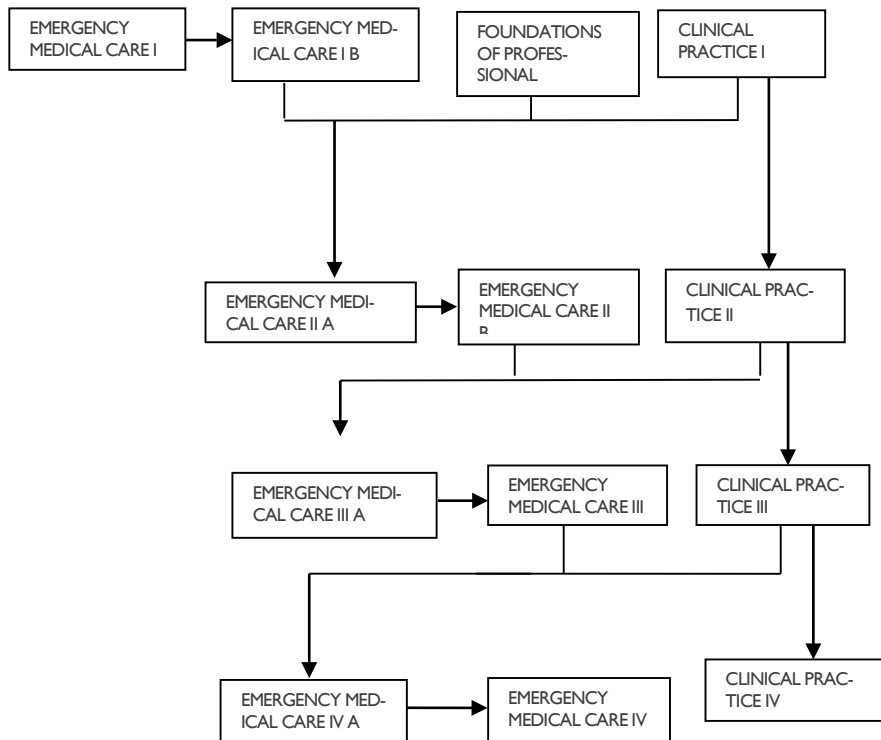 EMERGENCY
MEDICAL CARE I
EMERGENCY MED-
ICAL CARE I B
FOUNDATIONS
OF PROFES-
SIONAL
CLINICAL
PRACTICE I
EMERGENCY MEDI-
CAL CARE II A
EMERGENCY
MEDICAL CARE II
B
CLINICAL PRAC-
TICE II
EMERGENCY MEDI-
CAL CARE III A
EMERGENCY
MEDICAL CARE III
CLINICAL PRAC-
TICE III
EMERGENCY MED-
ICAL CARE IV A
EMERGENCY
MEDICAL CARE IV
CLINICAL PRAC-
TICE IV